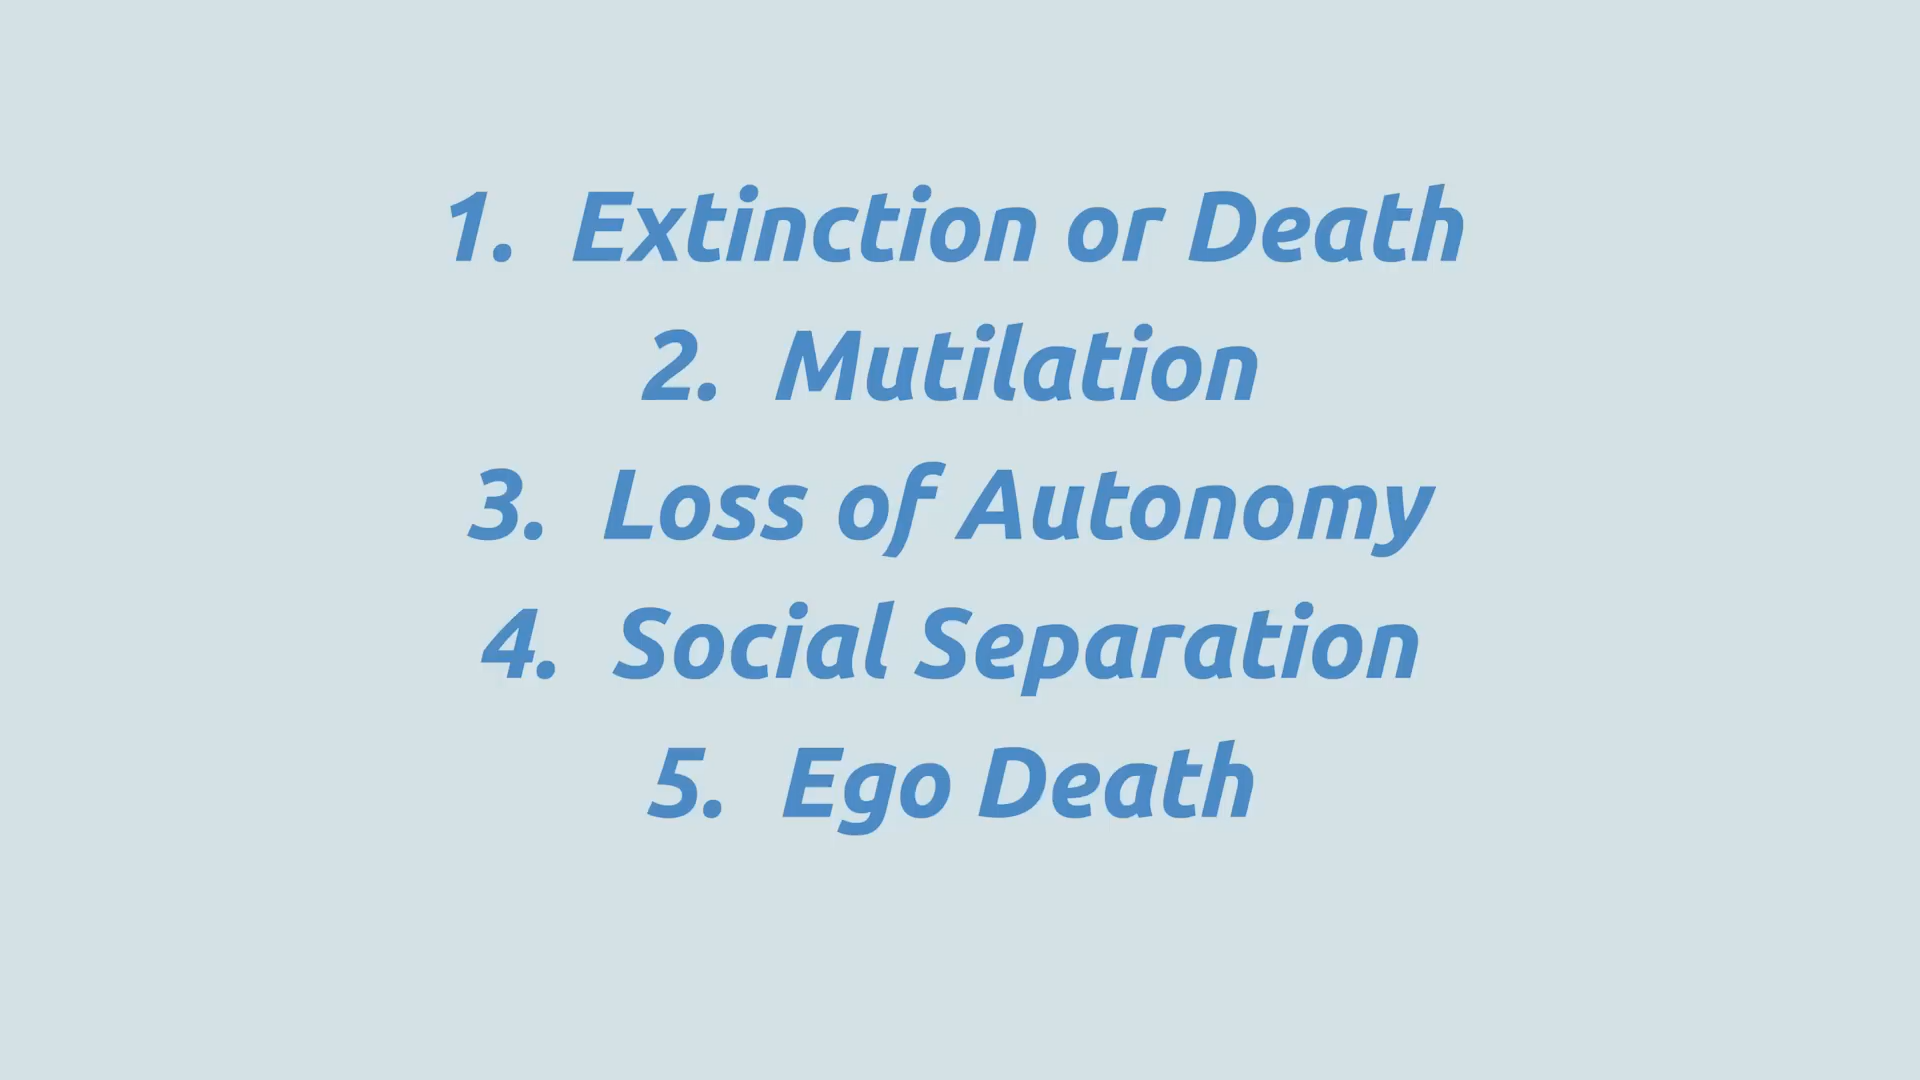 1. Extinction or Death
2. Mutilation
3. Loss of Autonomy
4. Social Separation
5. Ego Death